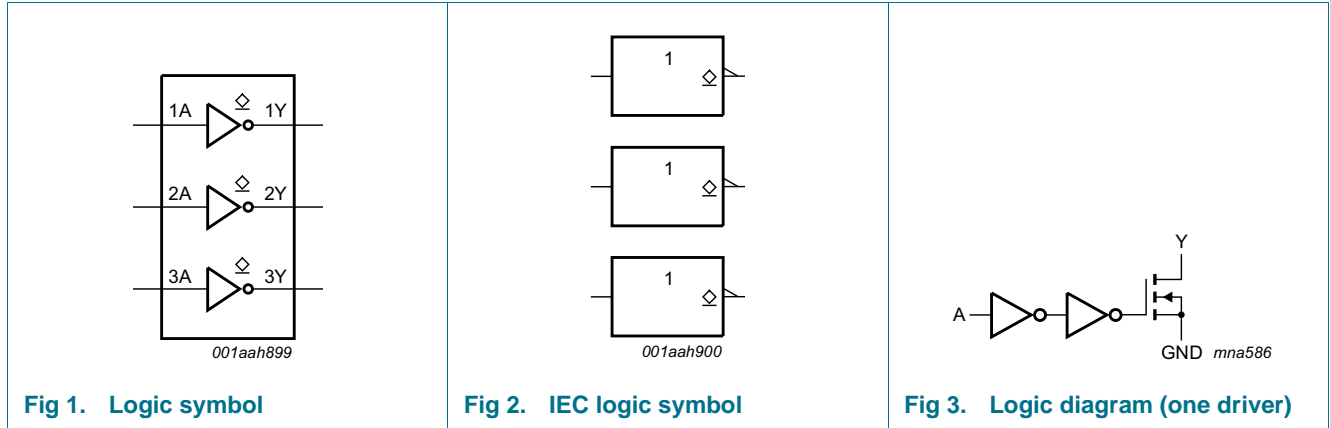 1A 1Y
2A 2Y
3A 3Y
001aah899
Fig 1. Logic symbol
1
1
1
001aah900
Fig 2. IEC logic symbol
Y
A
GND mna586
Fig 3. Logic diagram (one driver)